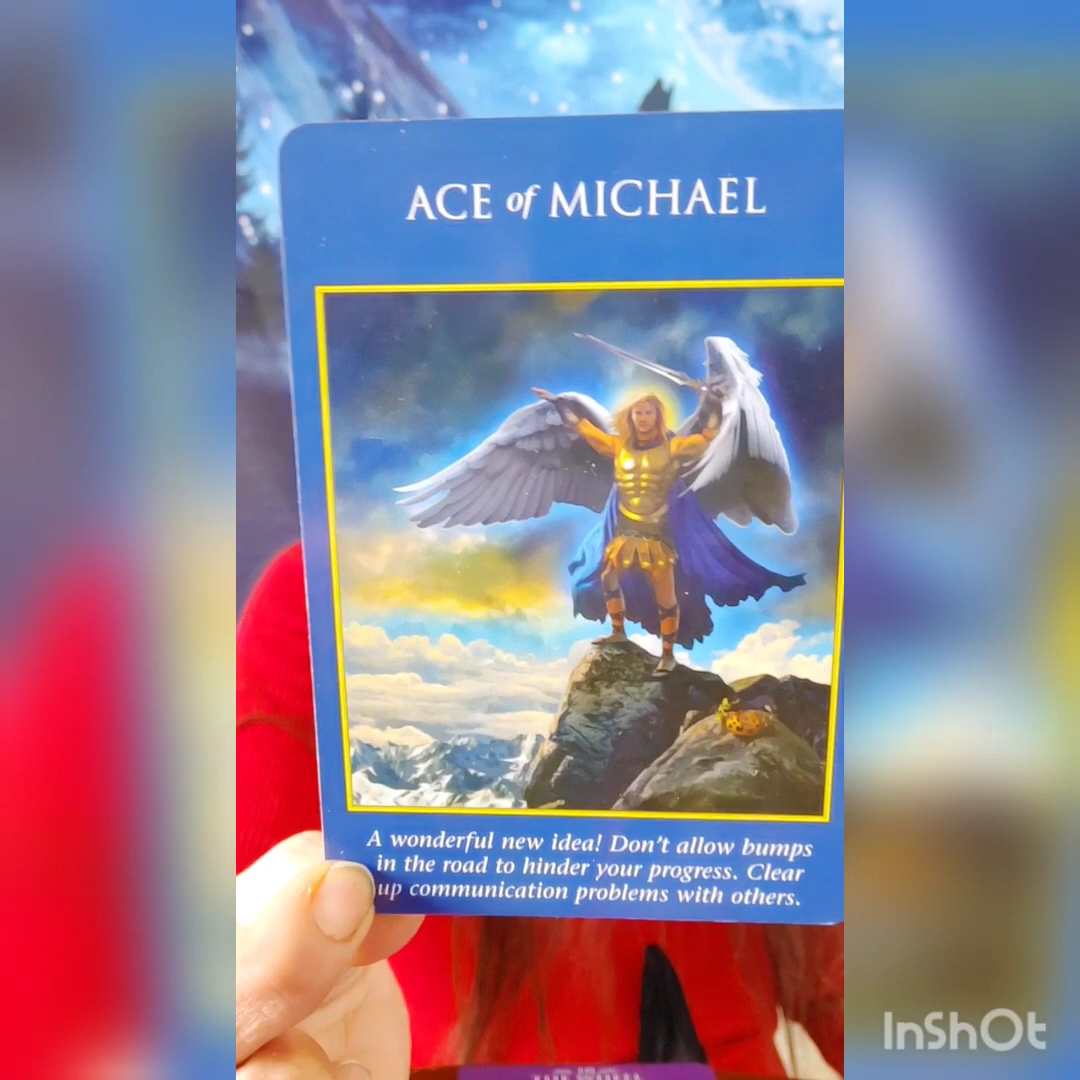 ACE of MICHAEL
A wonderful new idea! Don't allow bumps
in the road to hinder your progress. Clear
up communication problems with others.
InShOt